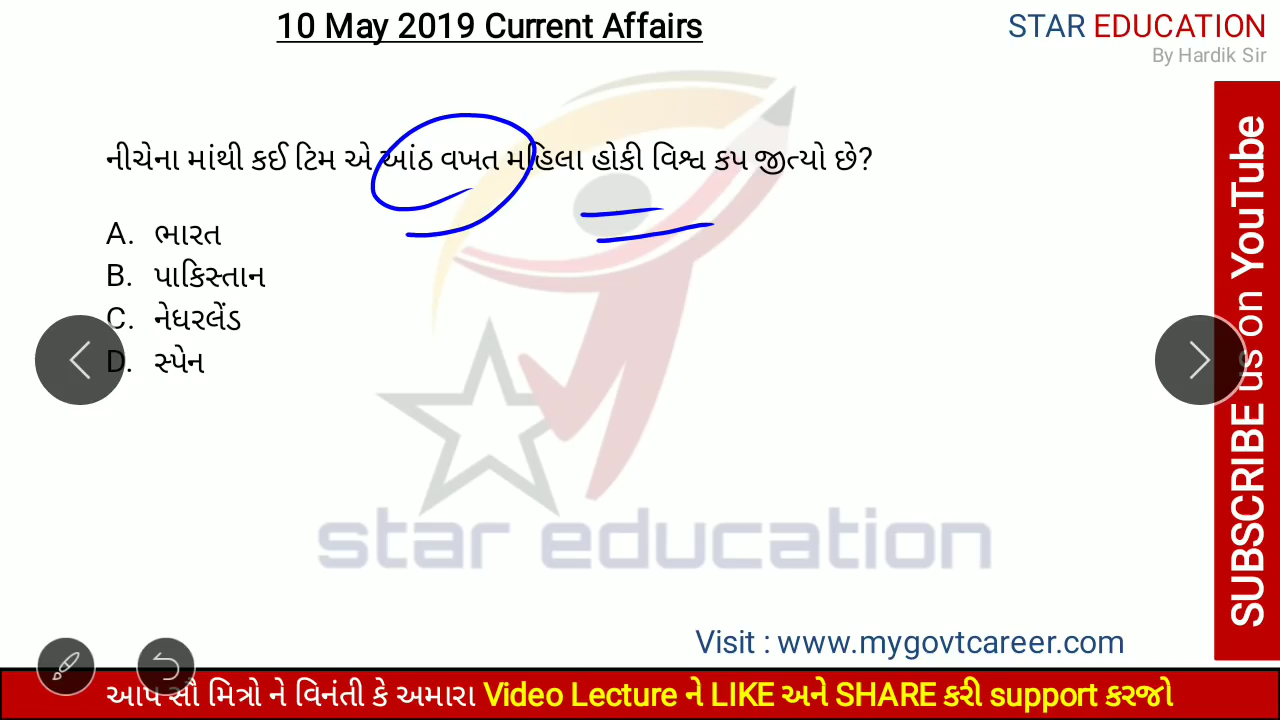 10 May 2019 Current Affairs
STAR EDUCATION
By Hardik Sir
નીચેના માંથી કઈ ટિમ એ આંઠ વખત મહિલા હોકી વિશ્વ કપ જીત્યો છે?
A. ભારત
B. પાકિસ્તાન
C. નેધરલેંડ
D. સ્પેન
star education
SUBSCRIBE us on YouTube
Visit : www.mygovtcareer.com
આપ સૌ મિત્રો ને વિનંતી કે અમારા Video Lecture ને LIKE અને SHARE કરી support કરજો